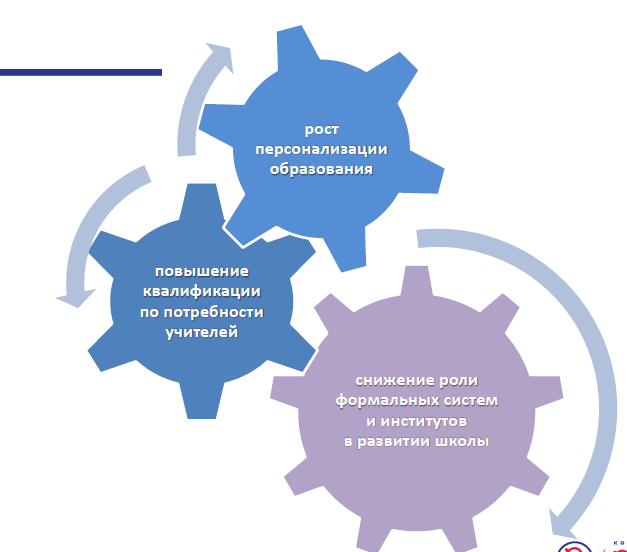 рост
персонализации
образования
повышение
квалификации
по потребности
учителей
снижение роли
формальных систем
и институтов
в развитии школы